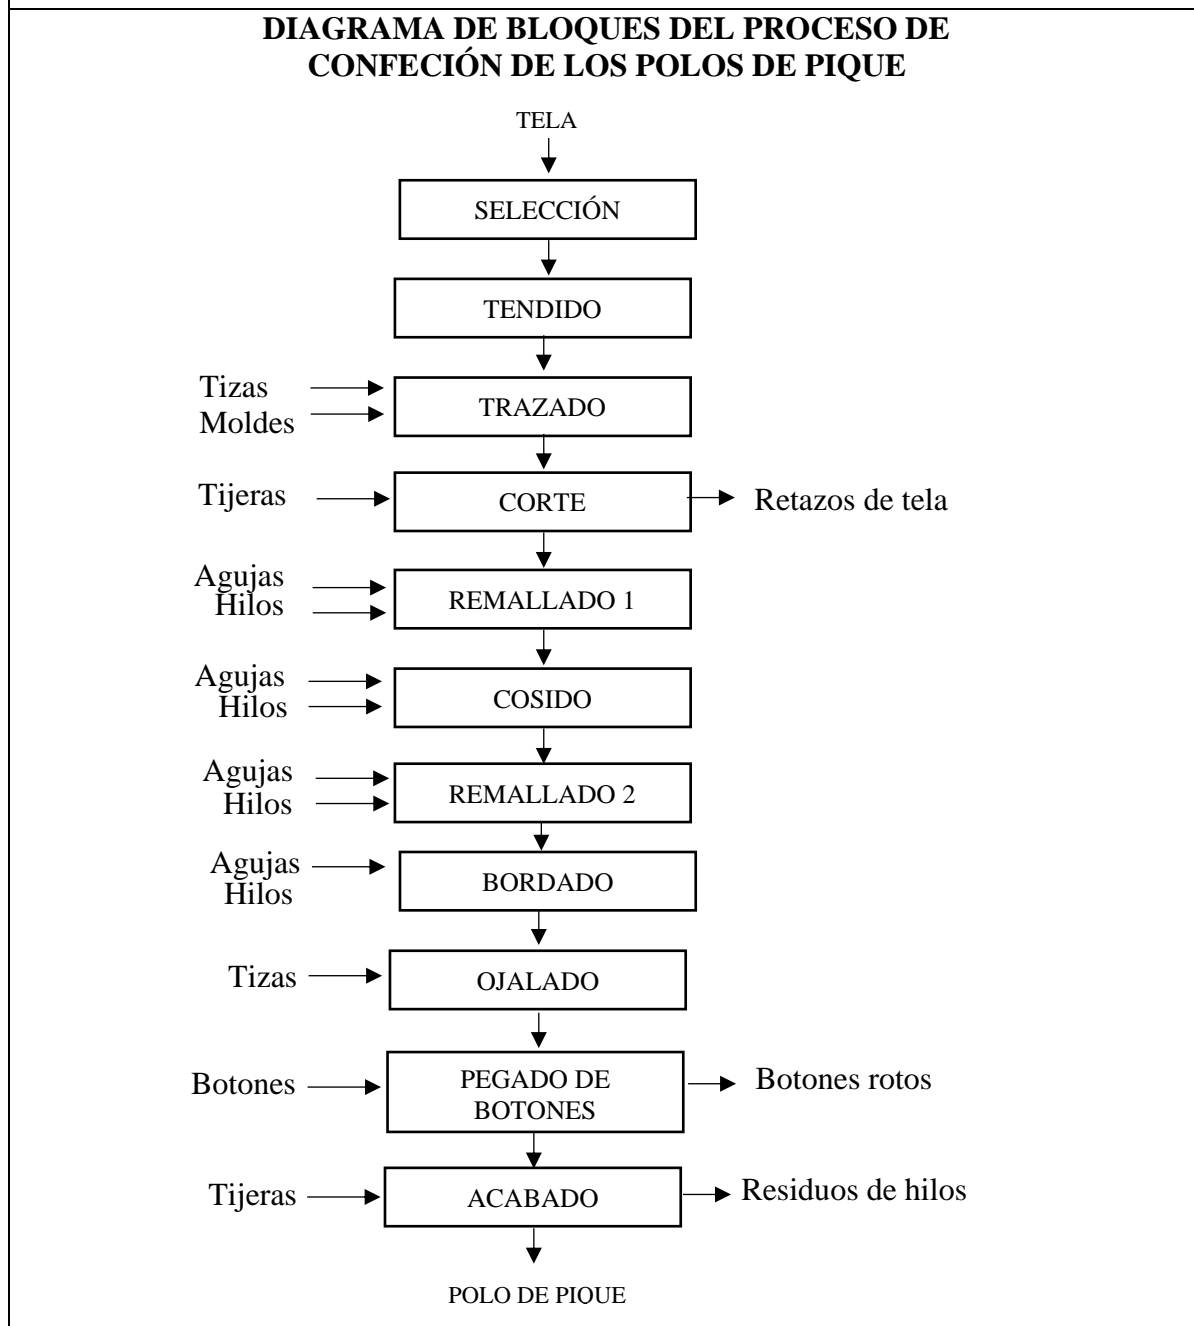 DIAGRAMA DE BLOQUES DEL PROCESO DE
CONFECIÓN DE LOS POLOS DE PIQUE
TELA
SELECCIÓN
TENDIDO
Tizas
Moldes
TRAZADO
Tijeras
CORTE
Retazos de tela
Agujas
Hilos
REMALLADO 1
Agujas
Hilos
COSIDO
Agujas
Hilos
REMALLADO 2
Agujas
Hilos
BORDADO
Tizas
OJALADO
Botones
PEGADO DE
BOTONES
Botones rotos
Tijeras
ACABADO
Residuos de hilos
POLO DE PIQUE